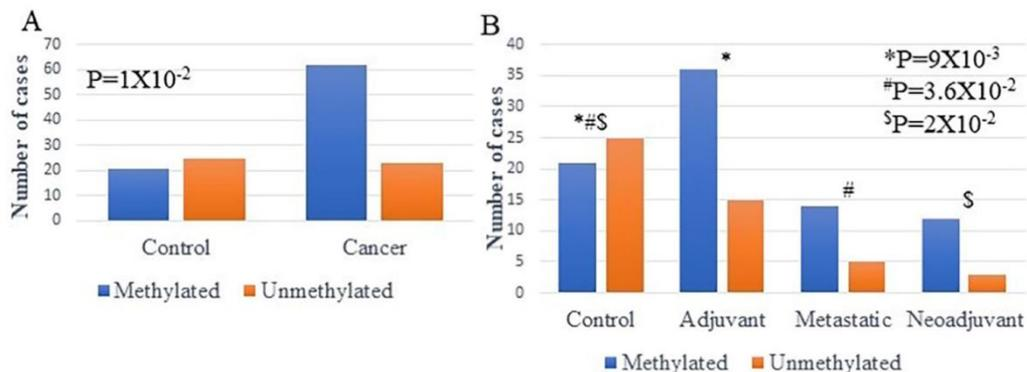 A
Number of cases
70
60
50
40
30
20
10
0
P=1X10⁻²
Control Cancer
Methylated Unmethylated
B
Number of cases
40
35
30
25
20
15
10
5
0
*P=9X10⁻³
#P=3.6X10⁻²
$P=2X10⁻²
*#$
*
#
$
Control Adjuvant Metastatic Neoadjuvant
Methylated Unmethylated